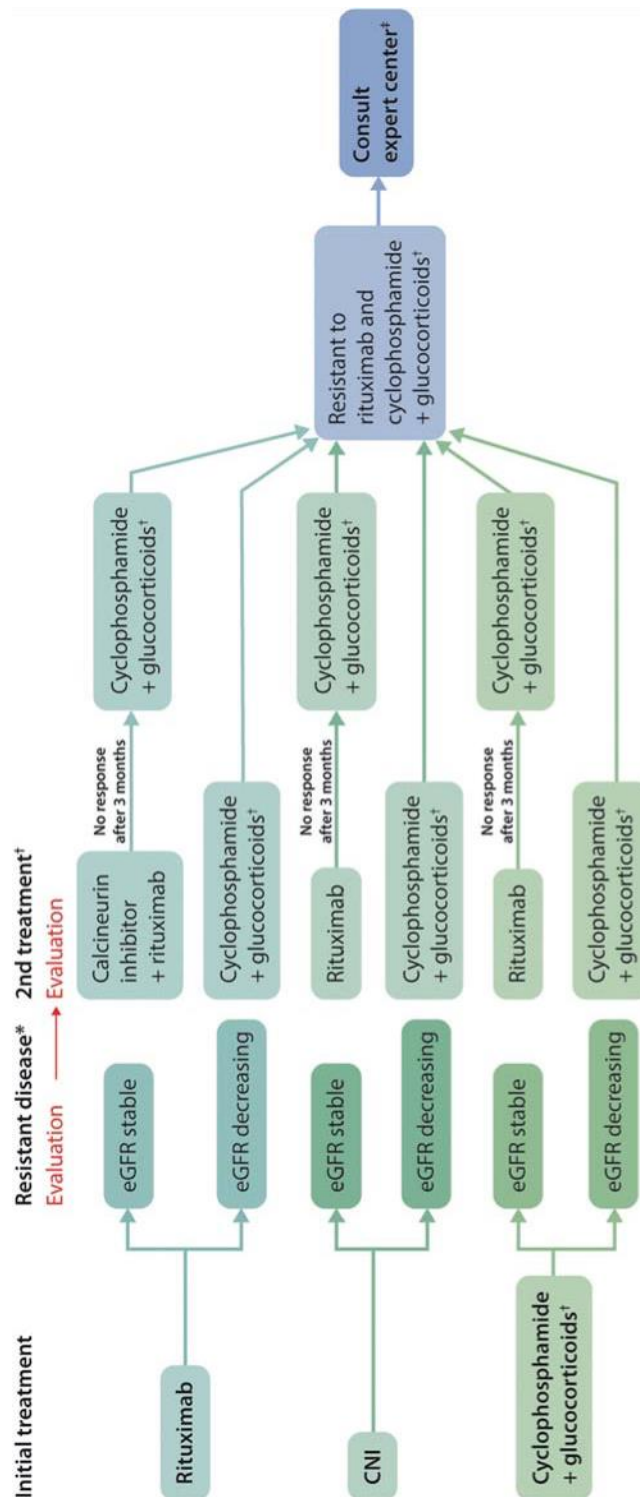 Initial treatment
Resistant disease*
2nd treatment†
Evaluation
Evaluation
Rituximab
eGFR stable
Calcineurin
inhibitor
+ rituximab
No response
after 3 months
Cyclophosphamide
+ glucocorticoids†
eGFR decreasing
Cyclophosphamide
+ glucocorticoids†
CNI
eGFR stable
Rituximab
No response
after 3 months
Cyclophosphamide
+ glucocorticoids†
eGFR decreasing
Cyclophosphamide
+ glucocorticoids†
Cyclophosphamide
+ glucocorticoids†
eGFR stable
Rituximab
No response
after 3 months
Cyclophosphamide
+ glucocorticoids†
eGFR decreasing
Cyclophosphamide
+ glucocorticoids†
Resistant to
rituximab and
cyclophosphamide
+ glucocorticoids†
Consult
expert center‡